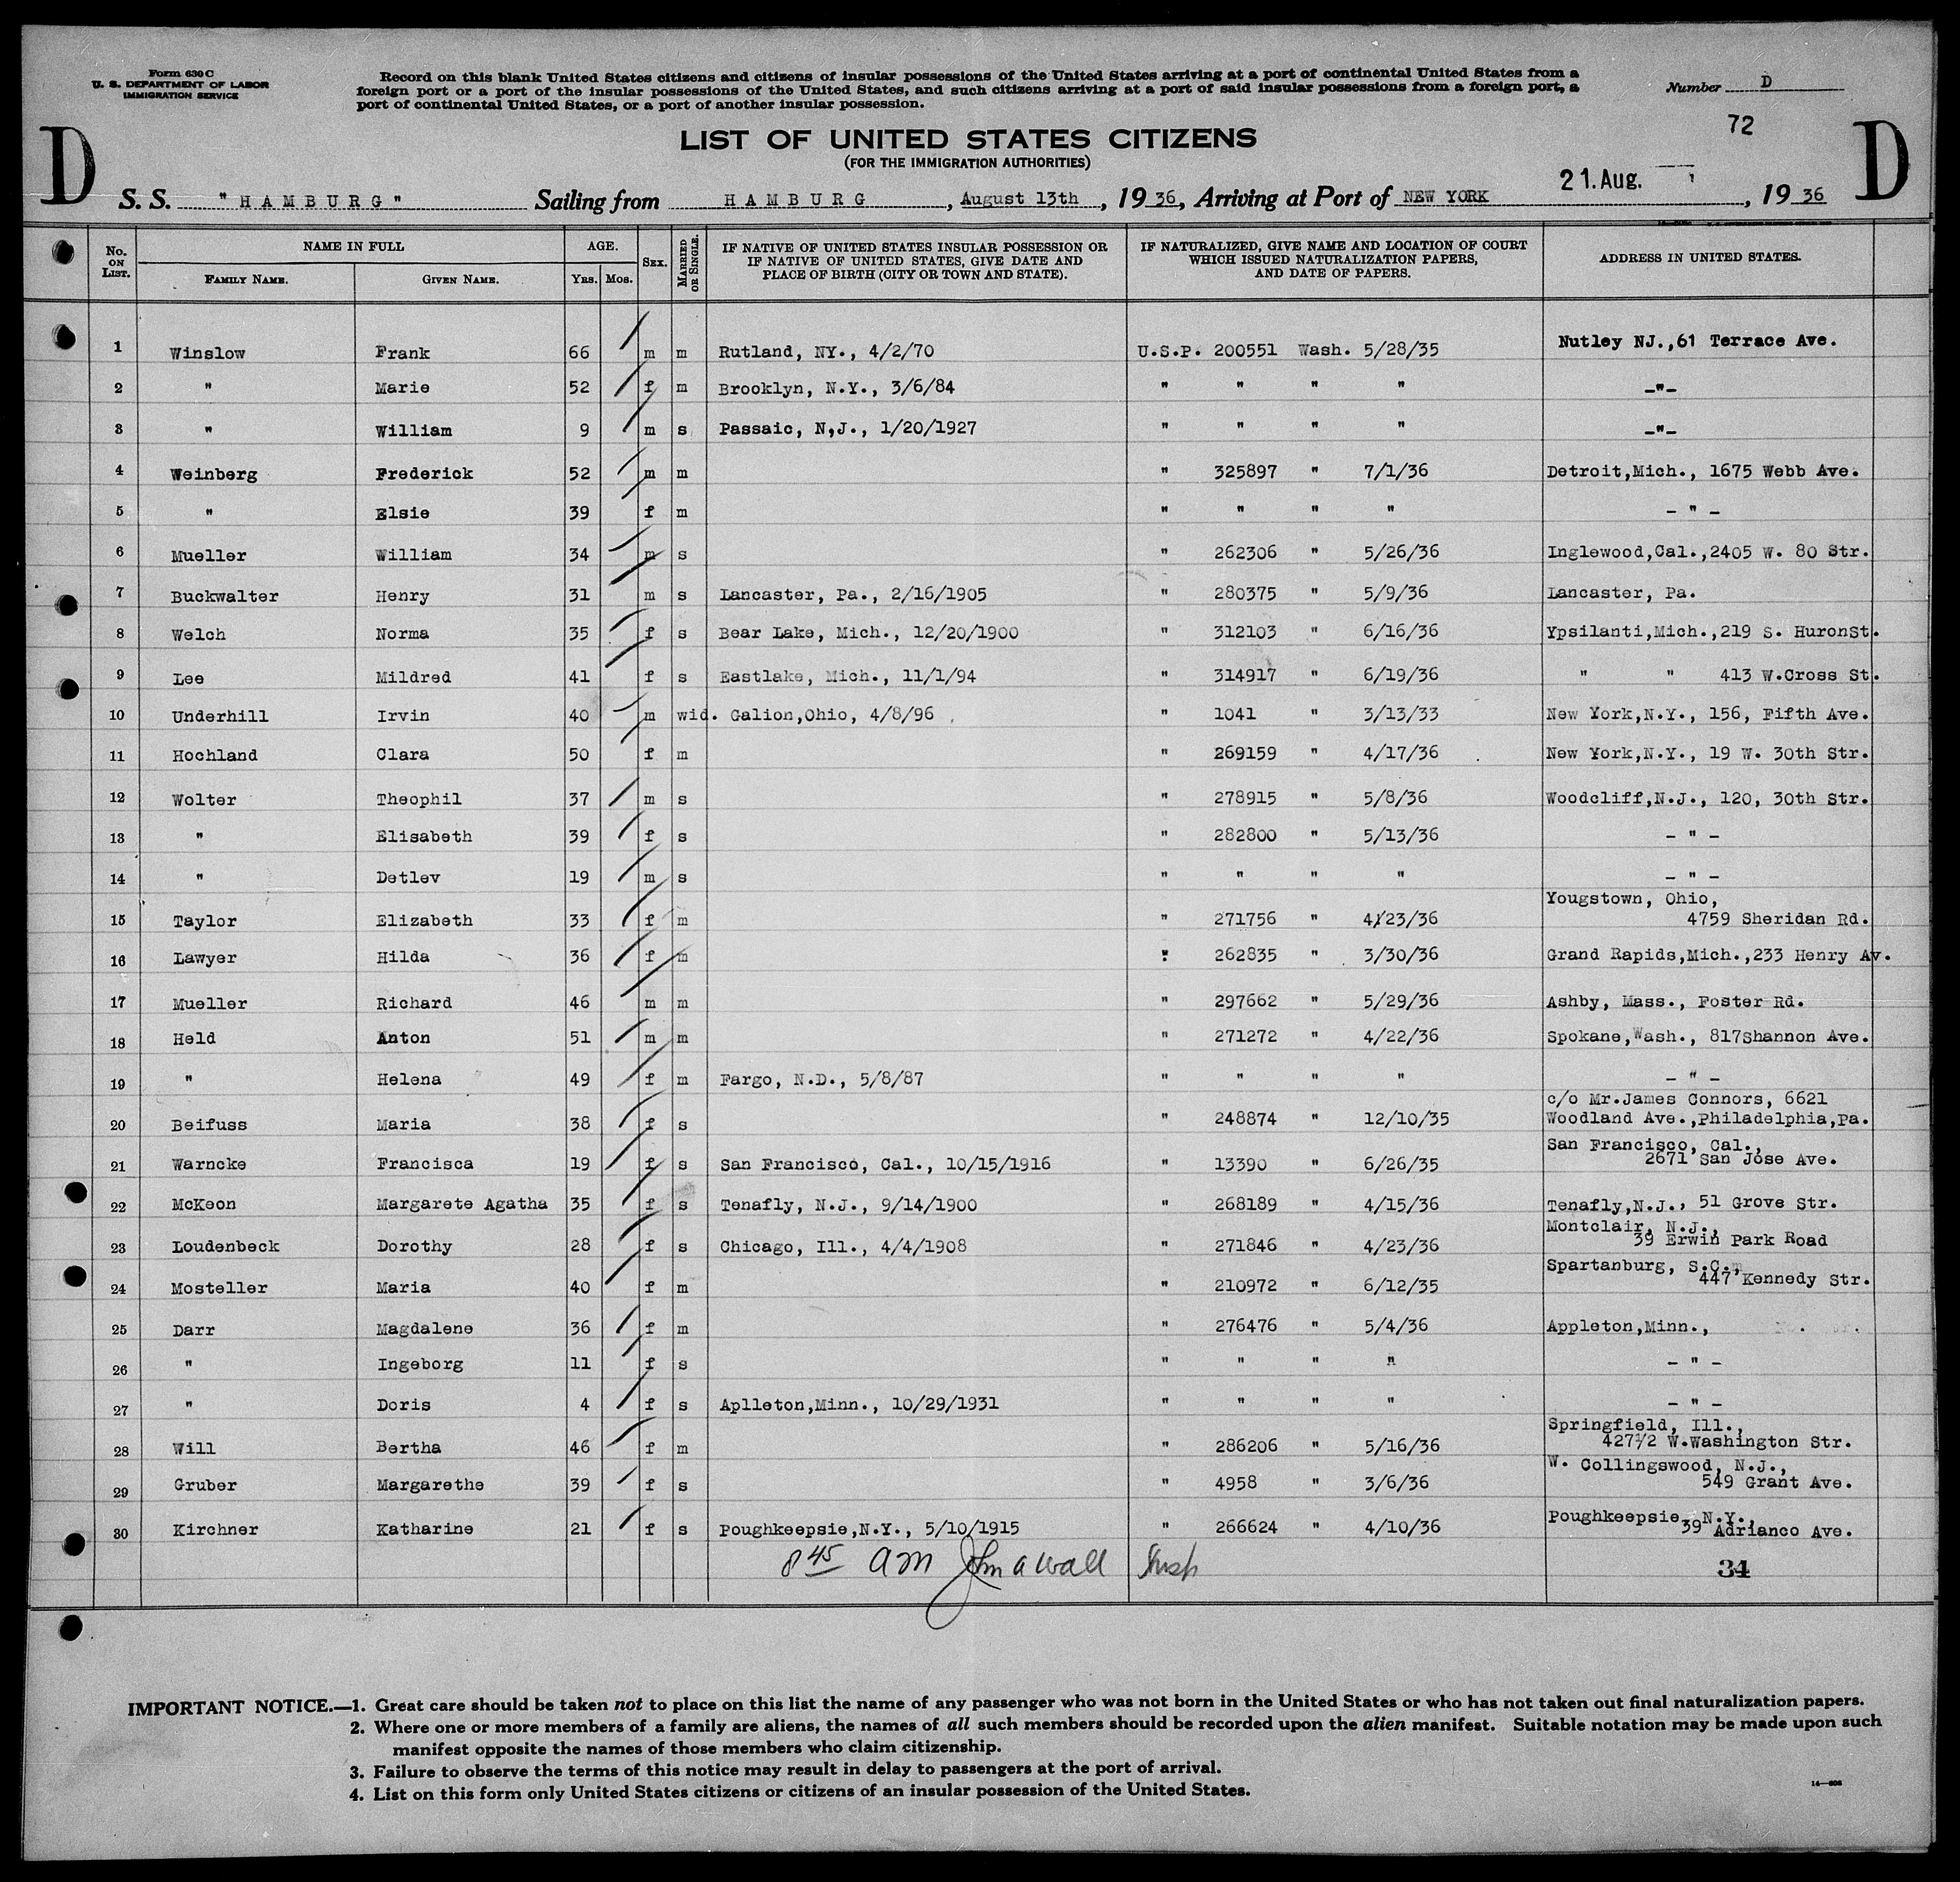 Form 630 C
U. S. DEPARTMENT OF LABOR
IMMIGRATION SERVICE
Record on this blank United States citizens and citizens of insular possessions of the United States arriving at a port of continental United States from a
foreign port or a port of the insular possessions of the United States, and such citizens arriving at a port of said insular possessions from a foreign port, a
port of continental United States, or a port of another insular possession.
Number D
72
D
D
LIST OF UNITED STATES CITIZENS
(FOR THE IMMIGRATION AUTHORITIES)
S. S. "HAMBURG" Sailing from HAMBURG, August 13th, 1936, Arriving at Port of NEW YORK 21. Aug., 1936
No. ON LIST. NAME IN FULL FAMILY NAME. GIVEN NAME. AGE. YRS. MOS. SEX. MARRIED OR SINGLE. IF NATIVE OF UNITED STATES INSULAR POSSESSION OR IF NATIVE OF UNITED STATES, GIVE DATE AND PLACE OF BIRTH (CITY OR TOWN AND STATE). IF NATURALIZED, GIVE NAME AND LOCATION OF COURT WHICH ISSUED NATURALIZATION PAPERS, AND DATE OF PAPERS. ADDRESS IN UNITED STATES.
1 Winslow Frank 66 m m Rutland, NY., 4/2/70 U.S.P. 200551 Wash. 5/28/35 Nutley NJ.,61 Terrace Ave.
2 " Marie 52 f m Brooklyn, N.Y., 3/6/84 " " " " -"-
3 " William 9 m s Passaic, N,J., 1/20/1927 " " " " -"-
4 Weinberg Frederick 52 m m " 325897 " 7/1/36 Detroit,Mich., 1675 Webb Ave.
5 " Elsie 39 f m " " " " - " -
6 Mueller William 34 m s " 262306 " 5/26/36 Inglewood,Cal.,2405 W. 80 Str.
7 Buckwalter Henry 31 m s Lancaster, Pa., 2/16/1905 " 280375 " 5/9/36 Lancaster, Pa.
8 Welch Norma 35 f s Bear Lake, Mich., 12/20/1900 " 312103 " 6/16/36 Ypsilanti,Mich.,219 S. HuronSt.
9 Lee Mildred 41 f s Eastlake, Mich., 11/1/94 " 314917 " 6/19/36 " " 413 W.Cross St.
10 Underhill Irvin 40 m wid. Galion,Ohio, 4/8/96 " 1041 " 3/13/33 New York,N.Y., 156, Fifth Ave.
11 Hochland Clara 50 f m " 269159 " 4/17/36 New York,N.Y., 19 W. 30th Str.
12 Wolter Theophil 37 m s " 278915 " 5/8/36 Woodcliff,N.J., 120, 30th Str.
13 " Elisabeth 39 f s " 282800 " 5/13/36 - " -
14 " Detlev 19 m s " " " " - " -
15 Taylor Elizabeth 33 f m " 271756 " 4/23/36 Yougstown, Ohio,
4759 Sheridan Rd.
16 Lawyer Hilda 36 f m " 262835 " 3/30/36 Grand Rapids,Mich.,233 Henry Av.
17 Mueller Richard 46 m m " 297662 " 5/29/36 Ashby, Mass., Foster Rd.
18 Held Anton 51 m m " 271272 " 4/22/36 Spokane,Wash., 817Shannon Ave.
19 " Helena 49 f m Fargo, N.D., 5/8/87 " " " " - " -
c/o Mr.James Connors, 6621
20 Beifuss Maria 38 f s " 248874 " 12/10/35 Woodland Ave.,Philadelphia,Pa.
San Francisco, Cal.,
21 Warncke Francisca 19 f s San Francisco, Cal., 10/15/1916 " 13390 " 6/26/35 2671 San Jose Ave.
22 McKeon Margarete Agatha 35 f s Tenafly, N.J., 9/14/1900 " 268189 " 4/15/36 Tenafly,N.J., 51 Grove Str.
Montclair, N.J.,
23 Loudenbeck Dorothy 28 f s Chicago, Ill., 4/4/1908 " 271846 " 4/23/36 39 Erwin Park Road
Spartanburg, S.C.,
24 Mosteller Maria 40 f m " 210972 " 6/12/35 447 Kennedy Str.
25 Darr Magdalene 36 f m " 276476 " 5/4/36 Appleton,Minn.,
26 " Ingeborg 11 f s " " " " - " -
27 " Doris 4 f s Aplleton,Minn., 10/29/1931 " " " " - " -
Springfield, Ill.,
28 Will Bertha 46 f m " 286206 " 5/16/36 427½ W.Washington Str.
W. Collingswood, N.J.,
29 Gruber Margarethe 39 f s " 4958 " 3/6/36 549 Grant Ave.
Poughkeepsie, N.Y.,
30 Kirchner Katharine 21 f s Poughkeepsie,N.Y., 5/10/1915 " 266624 " 4/10/36 39 Adrianco Ave.
8 45 am John A Wall Insp
34
IMPORTANT NOTICE.—1. Great care should be taken not to place on this list the name of any passenger who was not born in the United States or who has not taken out final naturalization papers.
2. Where one or more members of a family are aliens, the names of all such members should be recorded upon the alien manifest. Suitable notation may be made upon such
manifest opposite the names of those members who claim citizenship.
3. Failure to observe the terms of this notice may result in delay to passengers at the port of arrival.
4. List on this form only United States citizens or citizens of an insular possession of the United States.